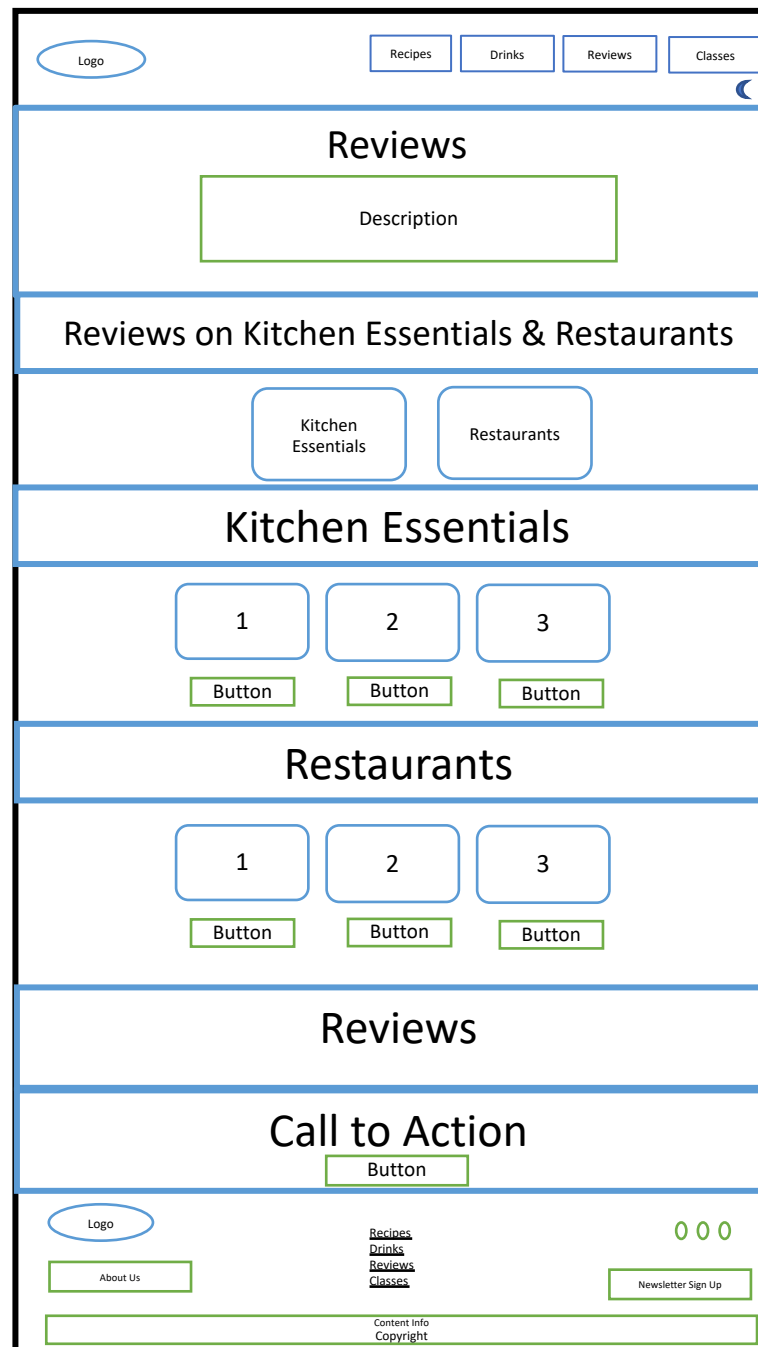 Logo
Recipes Drinks Reviews Classes
Reviews
Description
Reviews on Kitchen Essentials & Restaurants
Kitchen
Essentials
Restaurants
Kitchen Essentials
1 2 3
Button Button Button
Restaurants
1 2 3
Button Button Button
Reviews
Call to Action
Button
Logo
About Us
Recipes
Drinks
Reviews
Classes
Newsletter Sign Up
Content Info
Copyright